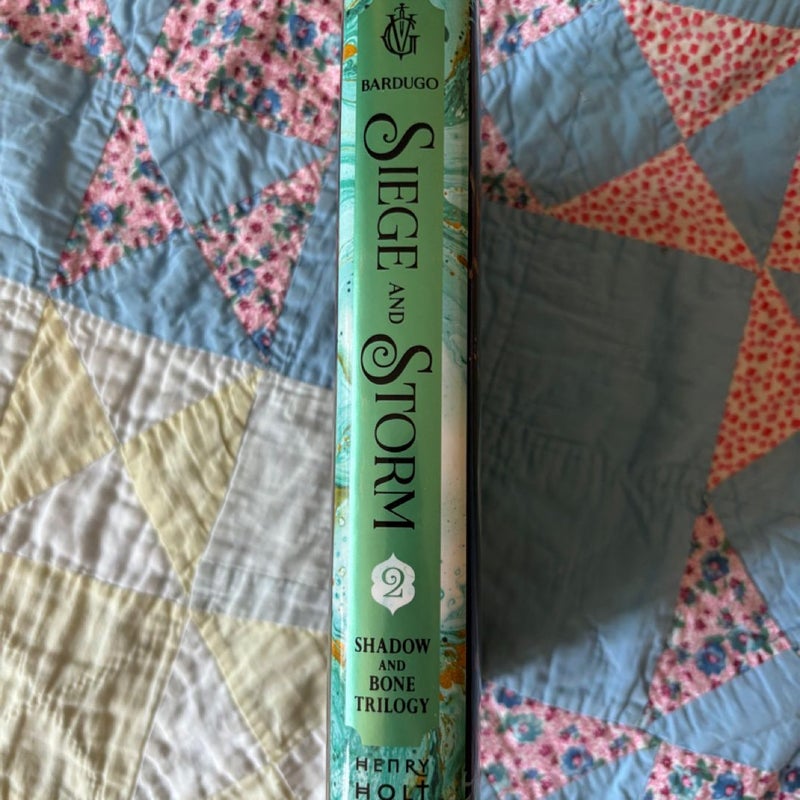 BARDUGO
SIEGE AND STORM
2
SHADOW
AND
BONE
TRILOGY
HENRY
HOLT